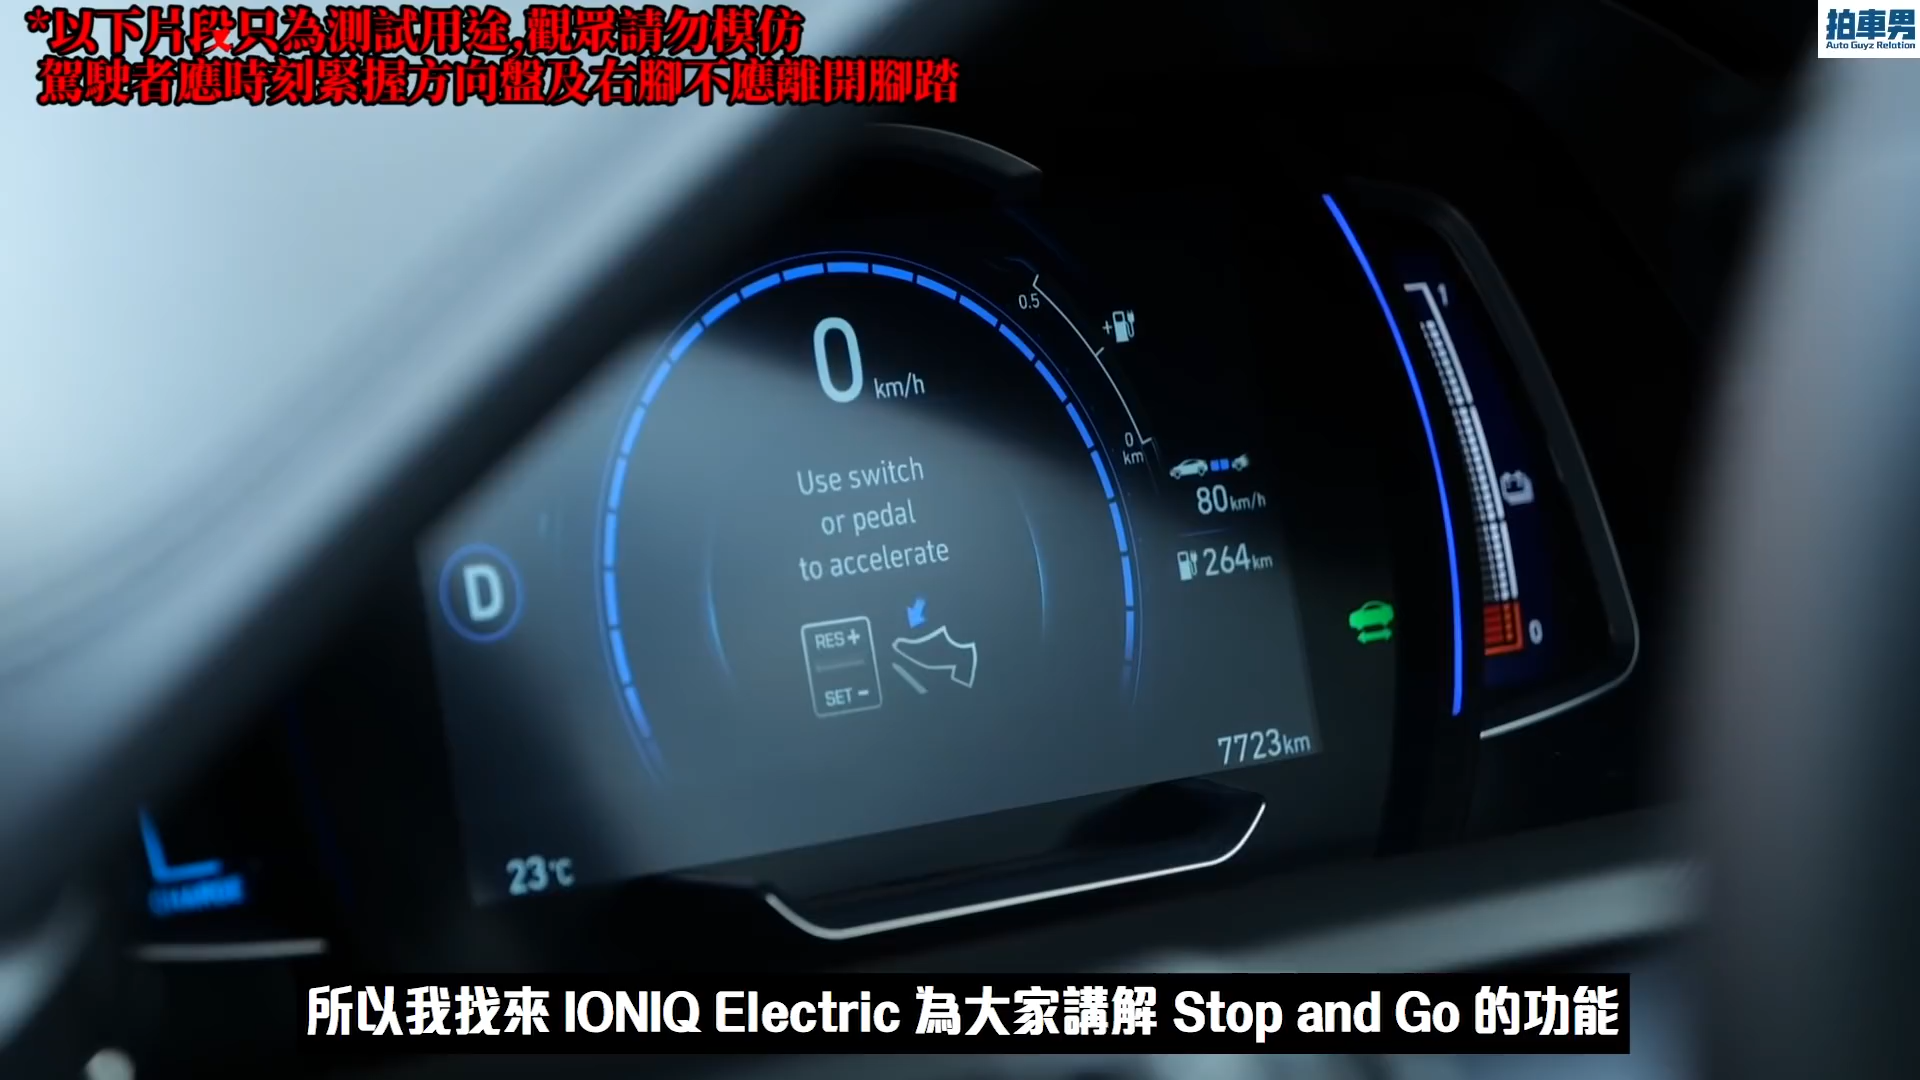 *以下片段只為測試用途,觀眾請勿模仿
駕駛者應時刻緊握方向盤及右腳不應離開腳踏
拍車男
Auto Guyz Relation
0 km/h
0.5
+
0
km
Use switch
or pedal
to accelerate
RES +
SET -
D
80km/h
264km
7723km
23°C
CHARGE
1
0
所以我找來 IONIQ Electric 為大家講解 Stop and Go 的功能